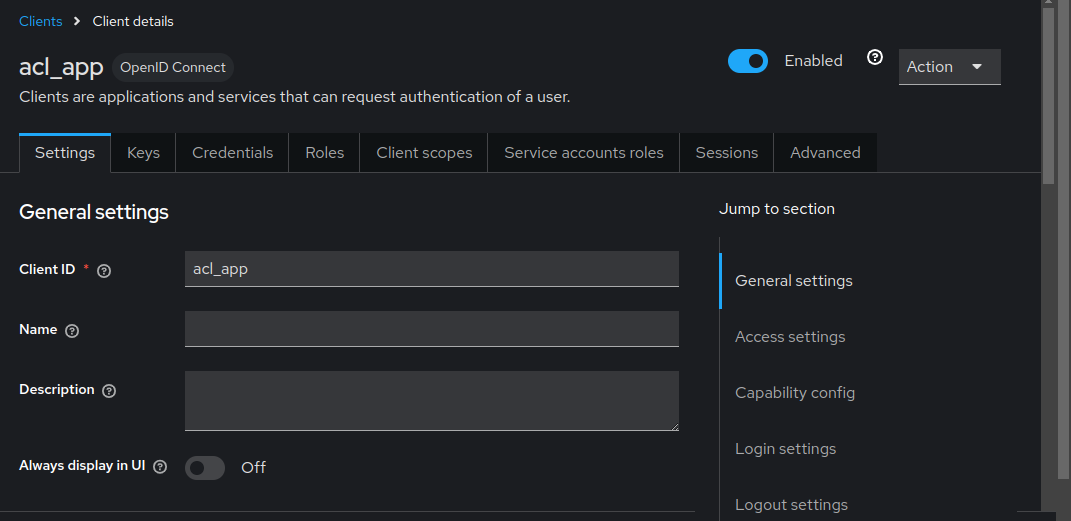 Clients > Client details
acl_app OpenID Connect
Enabled
Action
Clients are applications and services that can request authentication of a user.
Settings Keys Credentials Roles Client scopes Service accounts roles Sessions Advanced
General settings
Client ID * acl_app
Name
Description
Always display in UI Off
Jump to section
General settings
Access settings
Capability config
Login settings
Logout settings